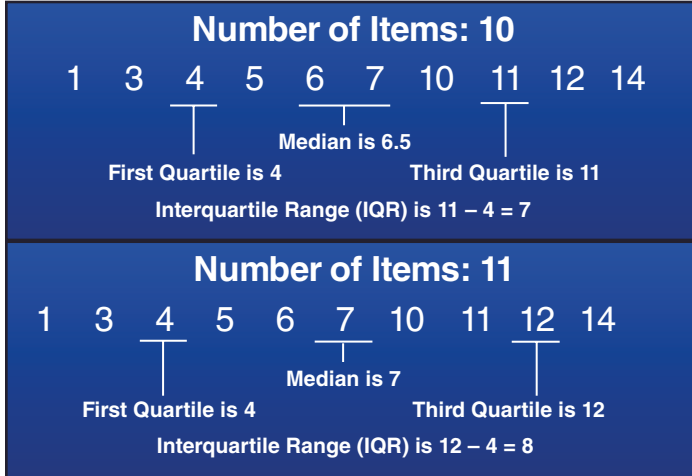 Number of Items: 10
1 3 4 5 6 7 10 11 12 14
Median is 6.5
First Quartile is 4 Third Quartile is 11
Interquartile Range (IQR) is 11 – 4 = 7
Number of Items: 11
1 3 4 5 6 7 10 11 12 14
Median is 7
First Quartile is 4 Third Quartile is 12
Interquartile Range (IQR) is 12 – 4 = 8